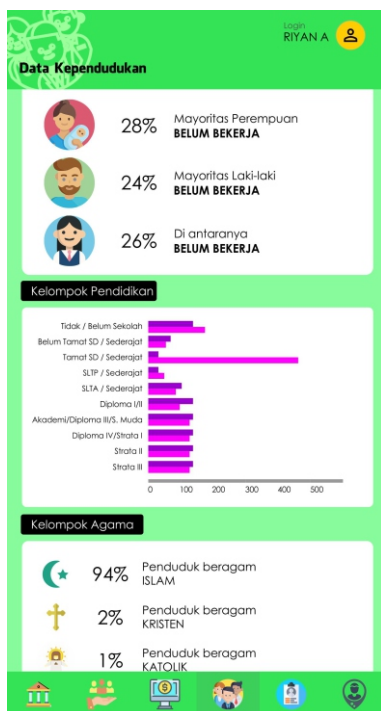 Login
RIYAN A
Data Kependudukan
28%
Mayoritas Perempuan
BELUM BEKERJA
24%
Mayoritas Laki-laki
BELUM BEKERJA
26%
Di antaranya
BELUM BEKERJA
Kelompok Pendidikan
Tidak / Belum Sekolah
Belum Tamat SD / Sederajat
Tamat SD / Sederajat
SLTP / Sederajat
SLTA / Sederajat
Diploma I/II
Akademi/Diploma III/S. Muda
Diploma IV/Strata I
Strata II
Strata III
0 100 200 300 400 500
Kelompok Agama
94%
Penduduk beragam
ISLAM
2%
Penduduk beragam
KRISTEN
1%
Penduduk beragam
KATOLIK